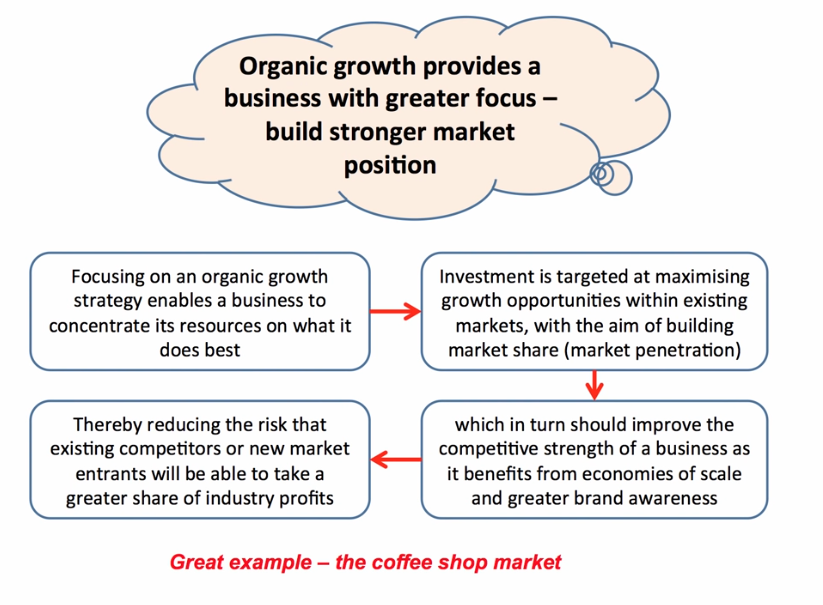 Organic growth provides a
business with greater focus –
build stronger market
position
Focusing on an organic growth
strategy enables a business to
concentrate its resources on what it
does best
Investment is targeted at maximising
growth opportunities within existing
markets, with the aim of building
market share (market penetration)
which in turn should improve the
competitive strength of a business as
it benefits from economies of scale
and greater brand awareness
Thereby reducing the risk that
existing competitors or new market
entrants will be able to take a
greater share of industry profits
Great example – the coffee shop market